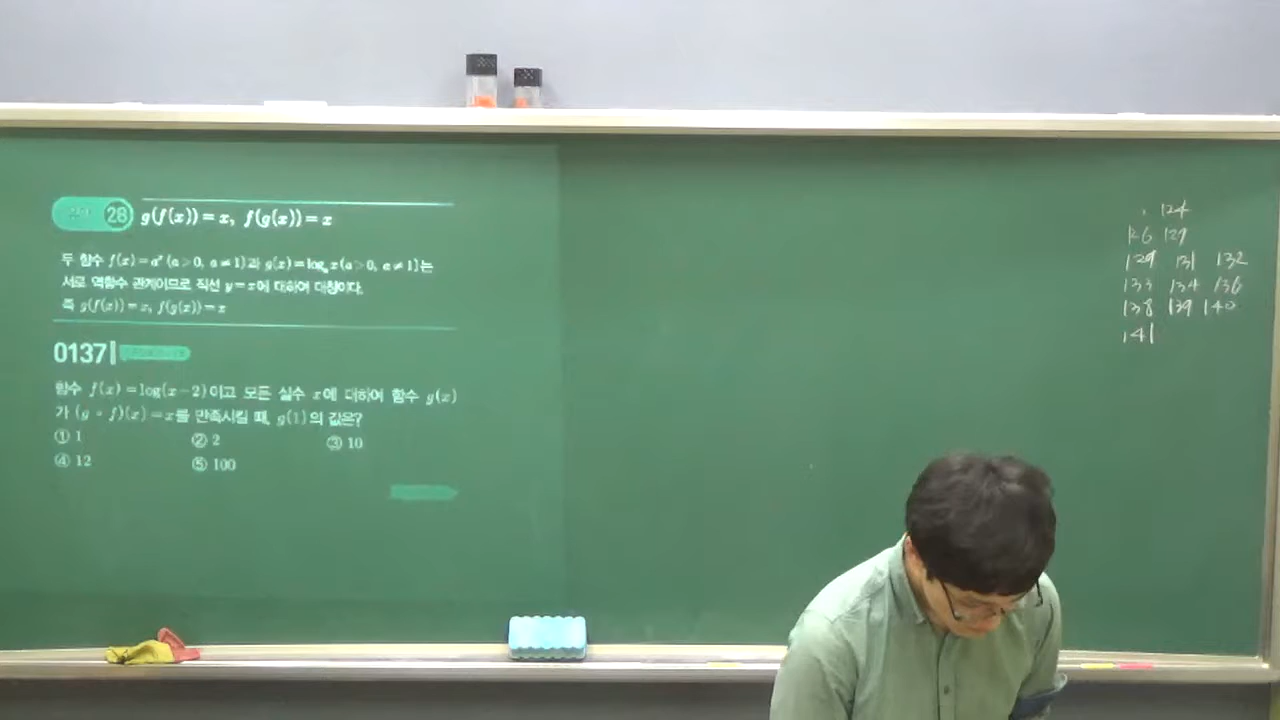 28 g(f(x)) = x, f(g(x)) = x
두 함수 f(x)=aˣ(a>0, a≠1)과 g(x)=logₐx(a>0, a≠1)는
서로 역함수 관계이므로 직선 y=x에 대하여 대칭이다.
즉 g(f(x))=x, f(g(x))=x
0137
함수 f(x)=log(x-2)이고 모든 실수 x에 대하여 함수 g(x)
가 (g∘f)(x)=x를 만족시킬 때, g(1)의 값은?
① 1 ② 2 ③ 10
④ 12 ⑤ 100
124
126 127
129 131 132
133 134 136
138 139 140
141